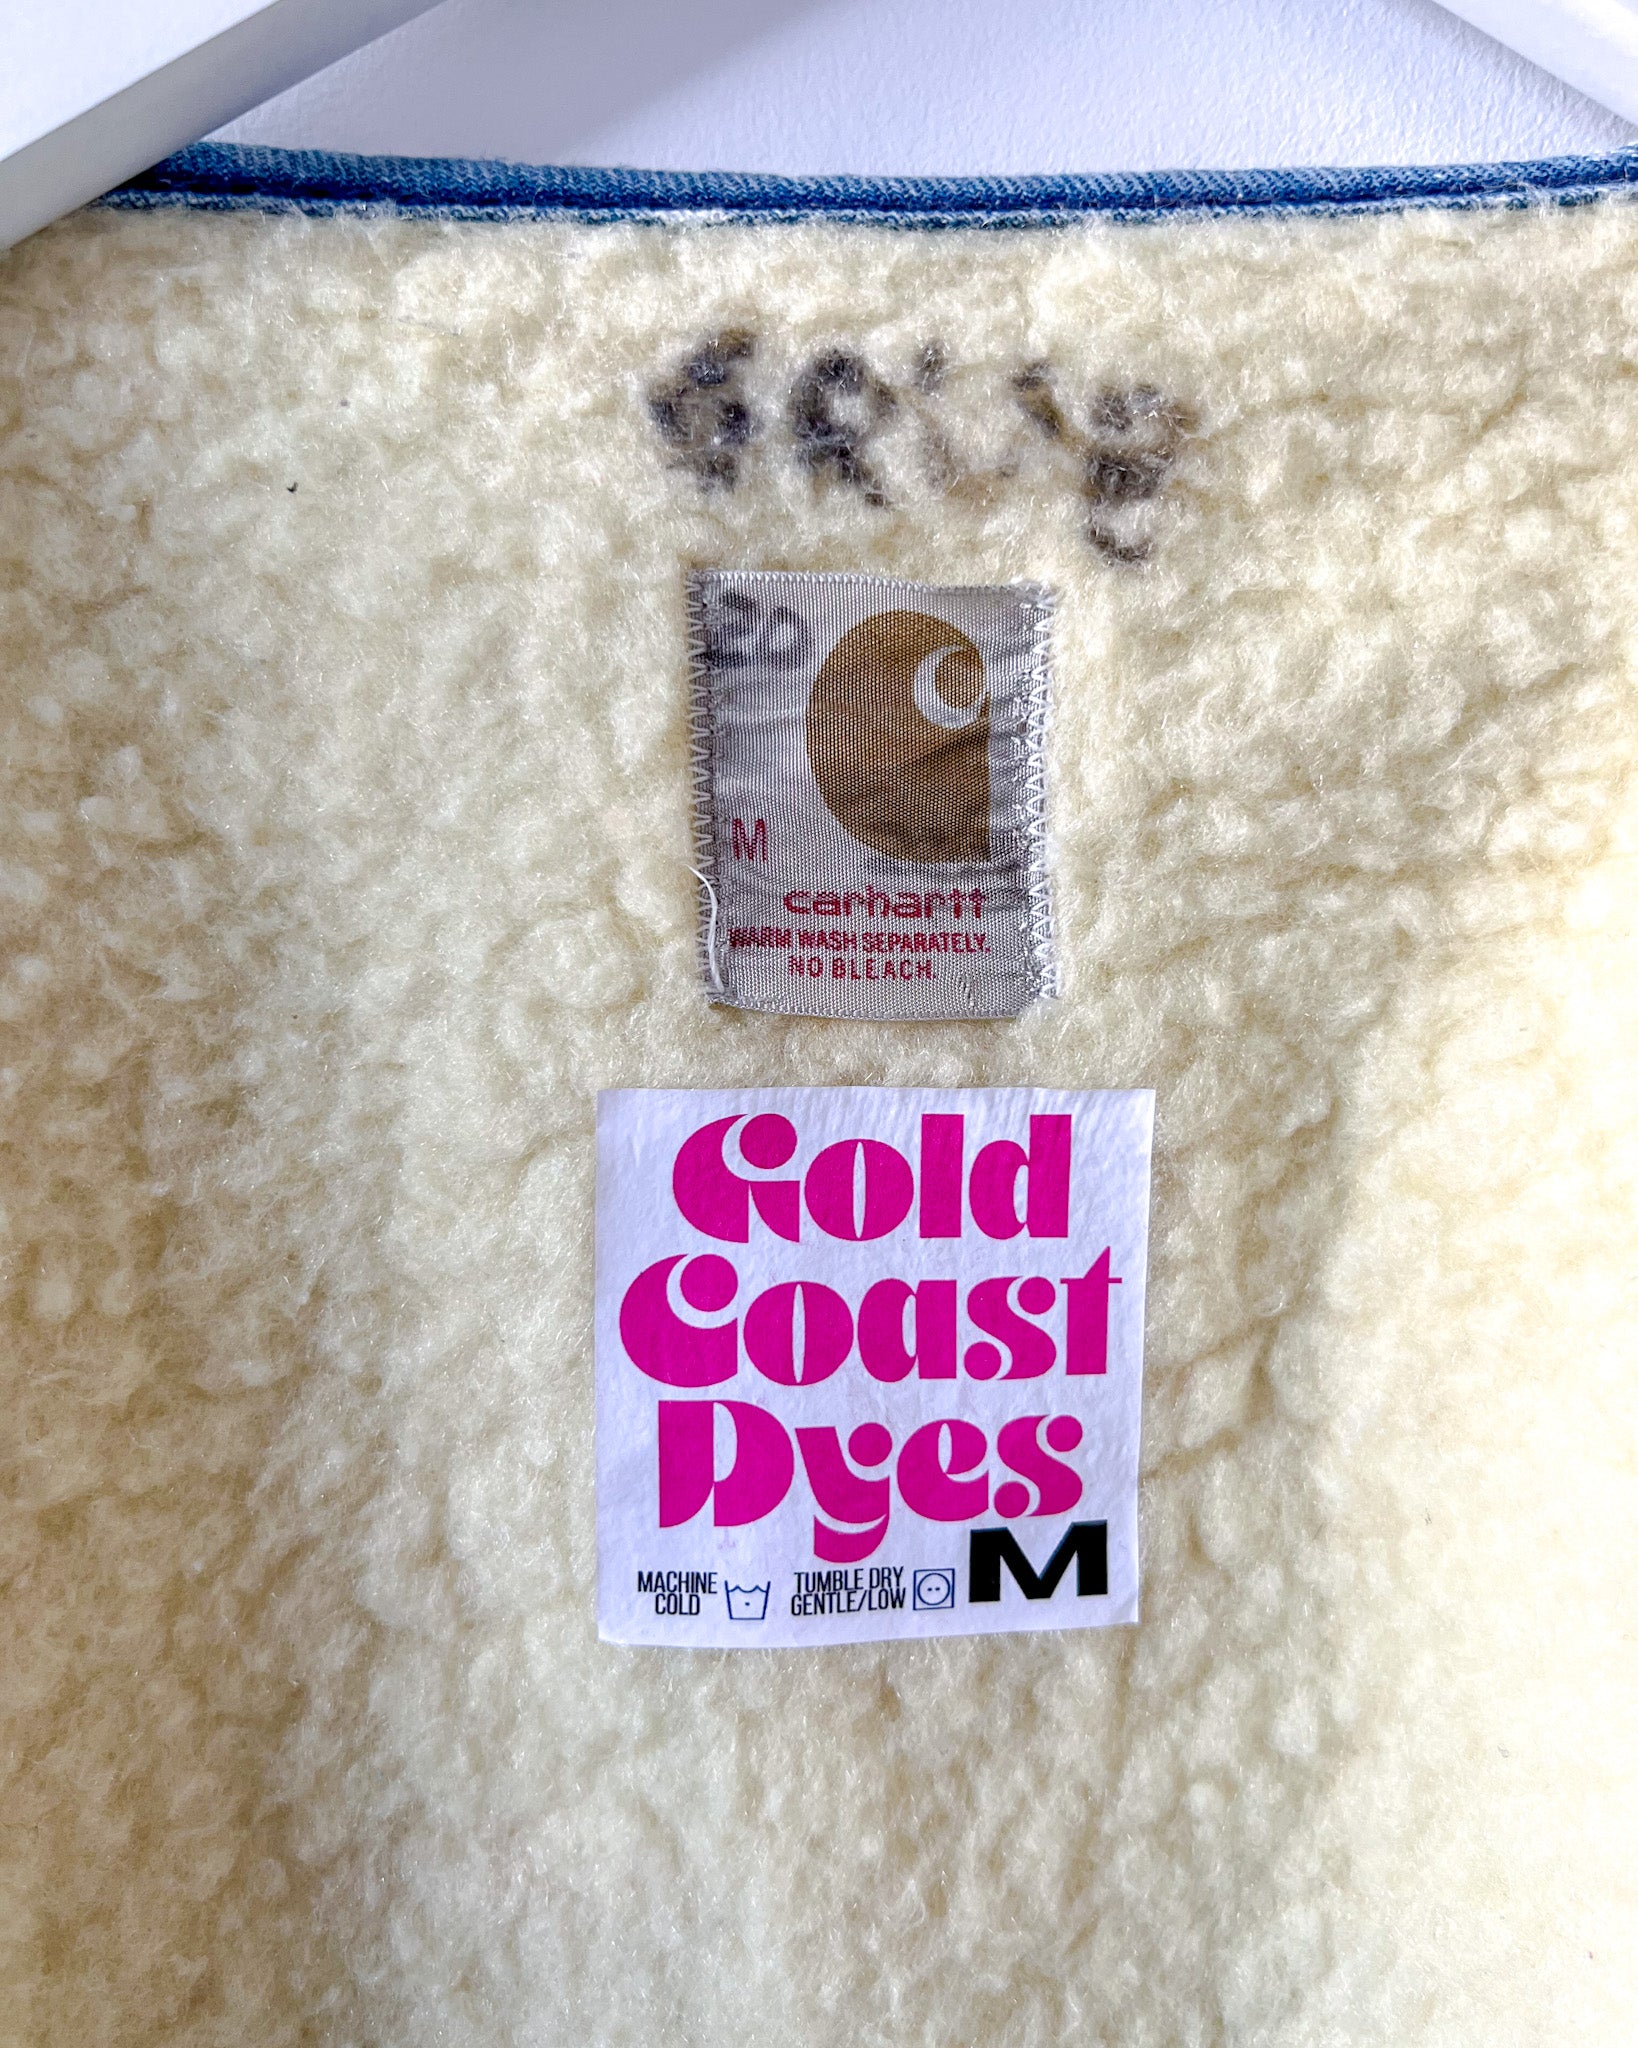 M
carhartt
WARM WASH SEPARATELY.
NO BLEACH.
Gold
Coast
Dyes
MACHINE
COLD
TUMBLE DRY
GENTLE/LOW
M